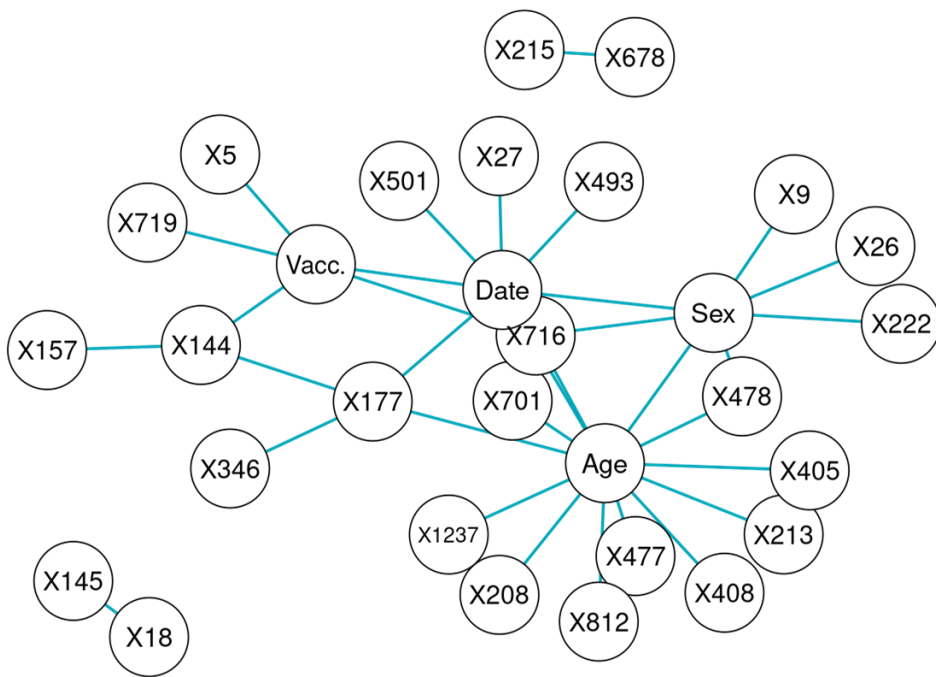 X215
X678
X5
X27
X501
X493
X9
X719
X26
Vacc.
Date
Sex
X222
X716
X157
X144
X177
X701
X478
X346
Age
X405
X1237
X213
X477
X145
X208
X408
X812
X18